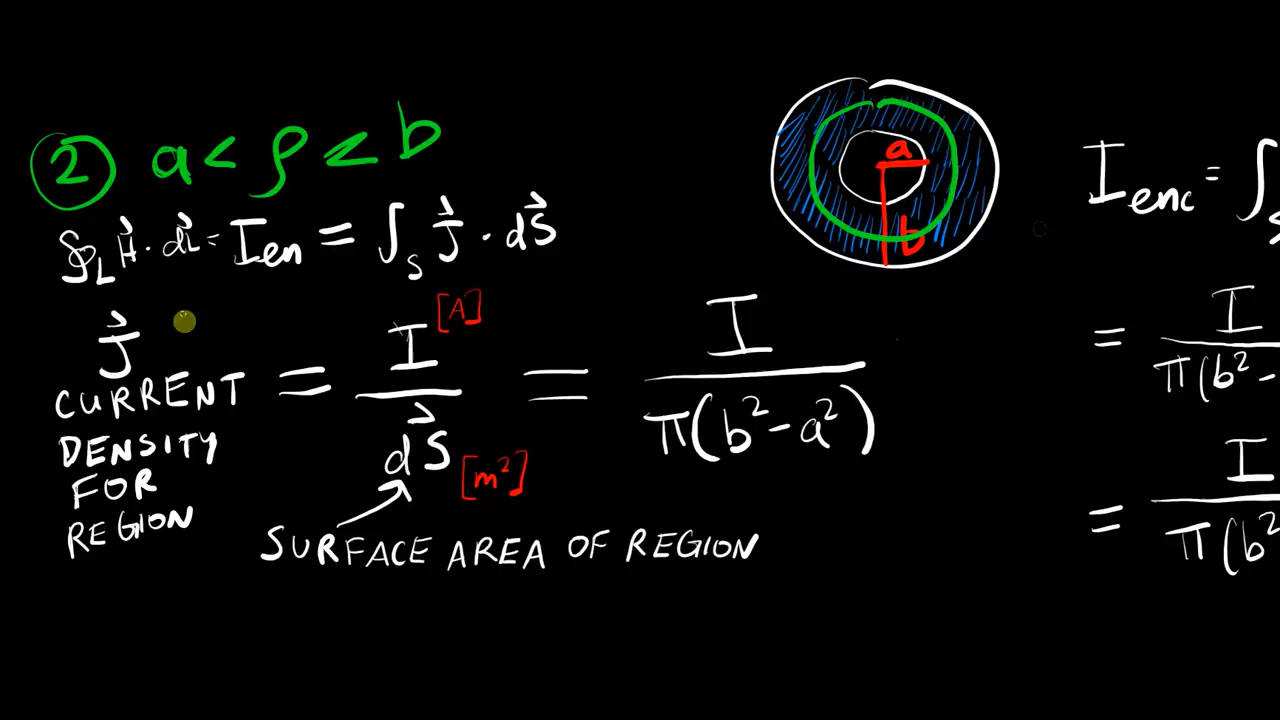 ② a < ρ < b
∮L H⃗ · dL⃗ = Ien = ∫S J⃗ · dS⃗
J⃗ = I [A] / dS⃗ [m²] = I / π(b² - a²)
CURRENT
DENSITY
FOR
REGION
SURFACE AREA OF REGION
a
b
Ienc = ∫S
= I / π(b² -
= I / π(b²